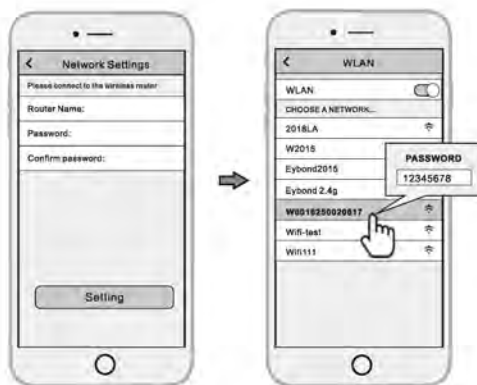 Network Settings
Please connect to the wireless router
Router Name:
Password:
Confirm password:
Setting
WLAN
WLAN
CHOOSE A NETWORK...
2018LA
W2015
Eybond2015
Eybond 2.4g
W0016250020817
Wifi-test
Wifi111
PASSWORD
12345678